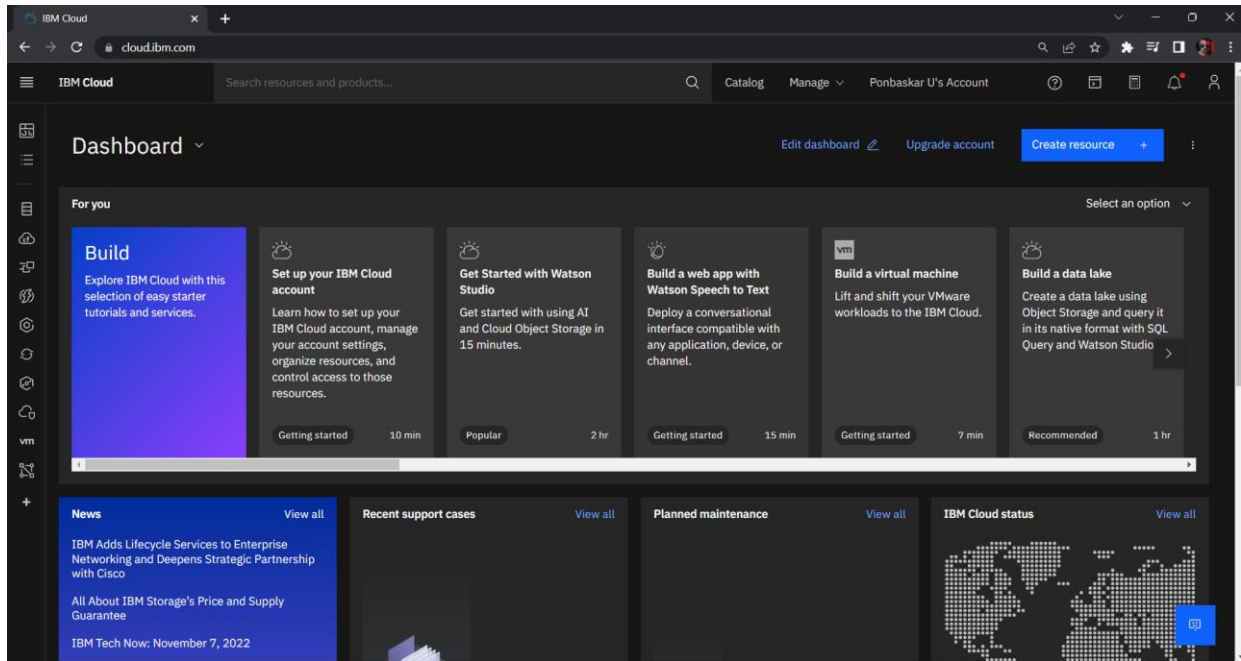 IBM Cloud
cloud.ibm.com
IBM Cloud
Search resources and products...
Catalog
Manage
Ponbaskar U's Account
Dashboard
Edit dashboard
Upgrade account
Create resource +
For you
Select an option
Build
Explore IBM Cloud with this
selection of easy starter
tutorials and services.
Set up your IBM Cloud
account
Learn how to set up your
IBM Cloud account, manage
your account settings,
organize resources, and
control access to those
resources.
Getting started
10 min
Get Started with Watson
Studio
Get started with using AI
and Cloud Object Storage in
15 minutes.
Popular
2 hr
Build a web app with
Watson Speech to Text
Deploy a conversational
interface compatible with
any application, device, or
channel.
Getting started
15 min
vm
Build a virtual machine
Lift and shift your VMware
workloads to the IBM Cloud.
Getting started
7 min
Build a data lake
Create a data lake using
Object Storage and query it
in its native format with SQL
Query and Watson Studio
Recommended
1 hr
vm
News
View all
IBM Adds Lifecycle Services to Enterprise
Networking and Deepens Strategic Partnership
with Cisco
All About IBM Storage's Price and Supply
Guarantee
IBM Tech Now: November 7, 2022
Recent support cases
View all
Planned maintenance
View all
IBM Cloud status
View all